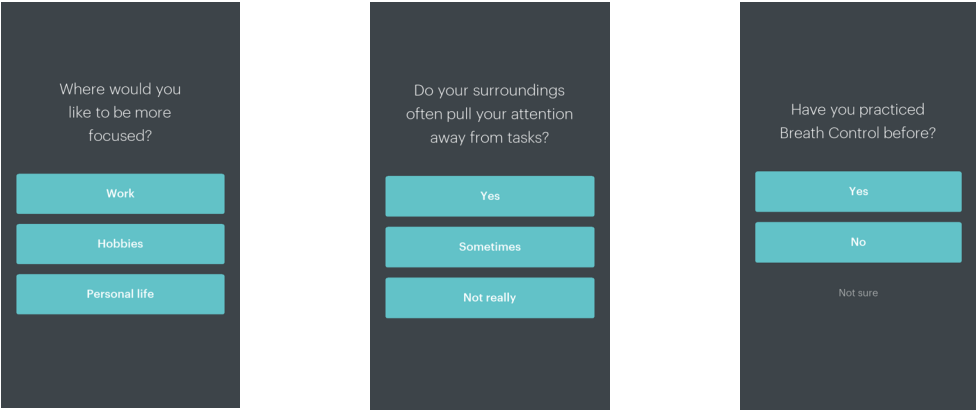 Where would you
like to be more
focused?
Work
Hobbies
Personal life
Do your surroundings
often pull your attention
away from tasks?
Yes
Sometimes
Not really
Have you practiced
Breath Control before?
Yes
No
Not sure